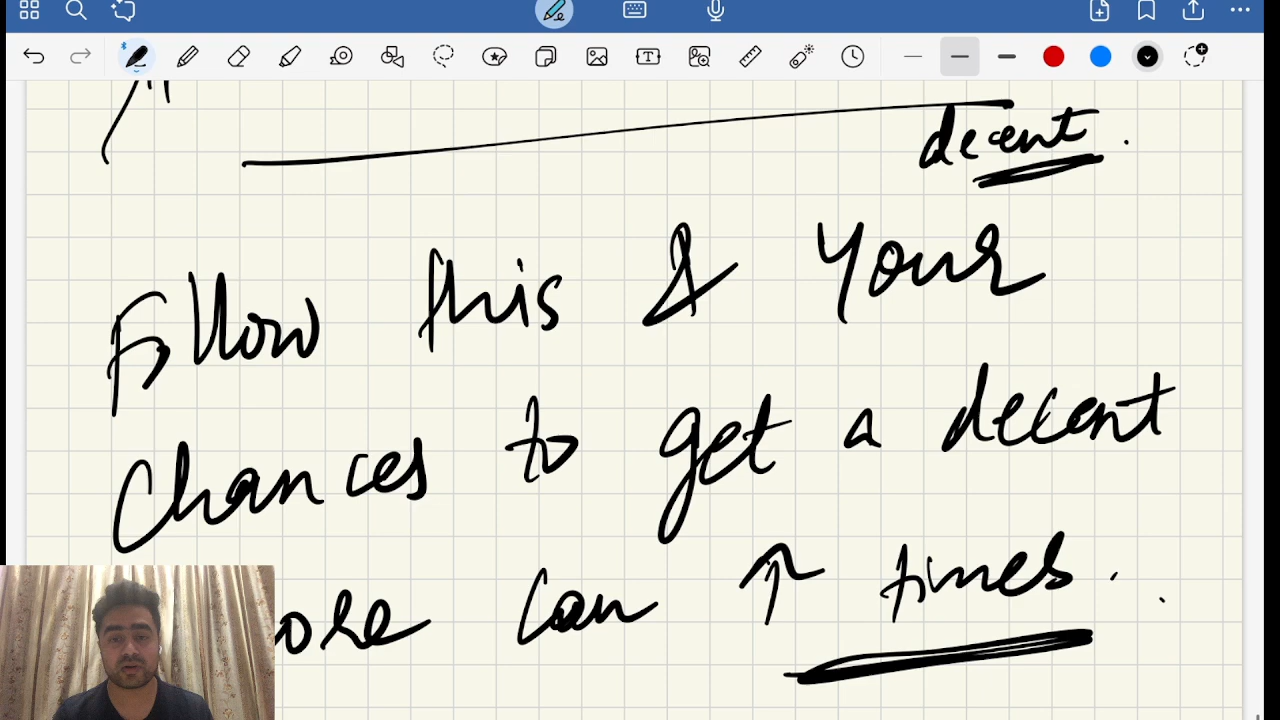 decent.
Follow this & your
chances to get a decent
can ↑ times.